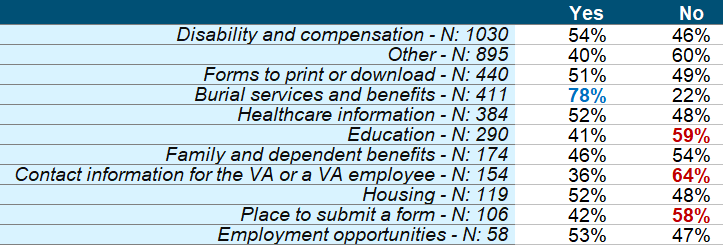 Yes No
Disability and compensation - N: 1030 54% 46%
Other - N: 895 40% 60%
Forms to print or download - N: 440 51% 49%
Burial services and benefits - N: 411 78% 22%
Healthcare information - N: 384 52% 48%
Education - N: 290 41% 59%
Family and dependent benefits - N: 174 46% 54%
Contact information for the VA or a VA employee - N: 154 36% 64%
Housing - N: 119 52% 48%
Place to submit a form - N: 106 42% 58%
Employment opportunities - N: 58 53% 47%